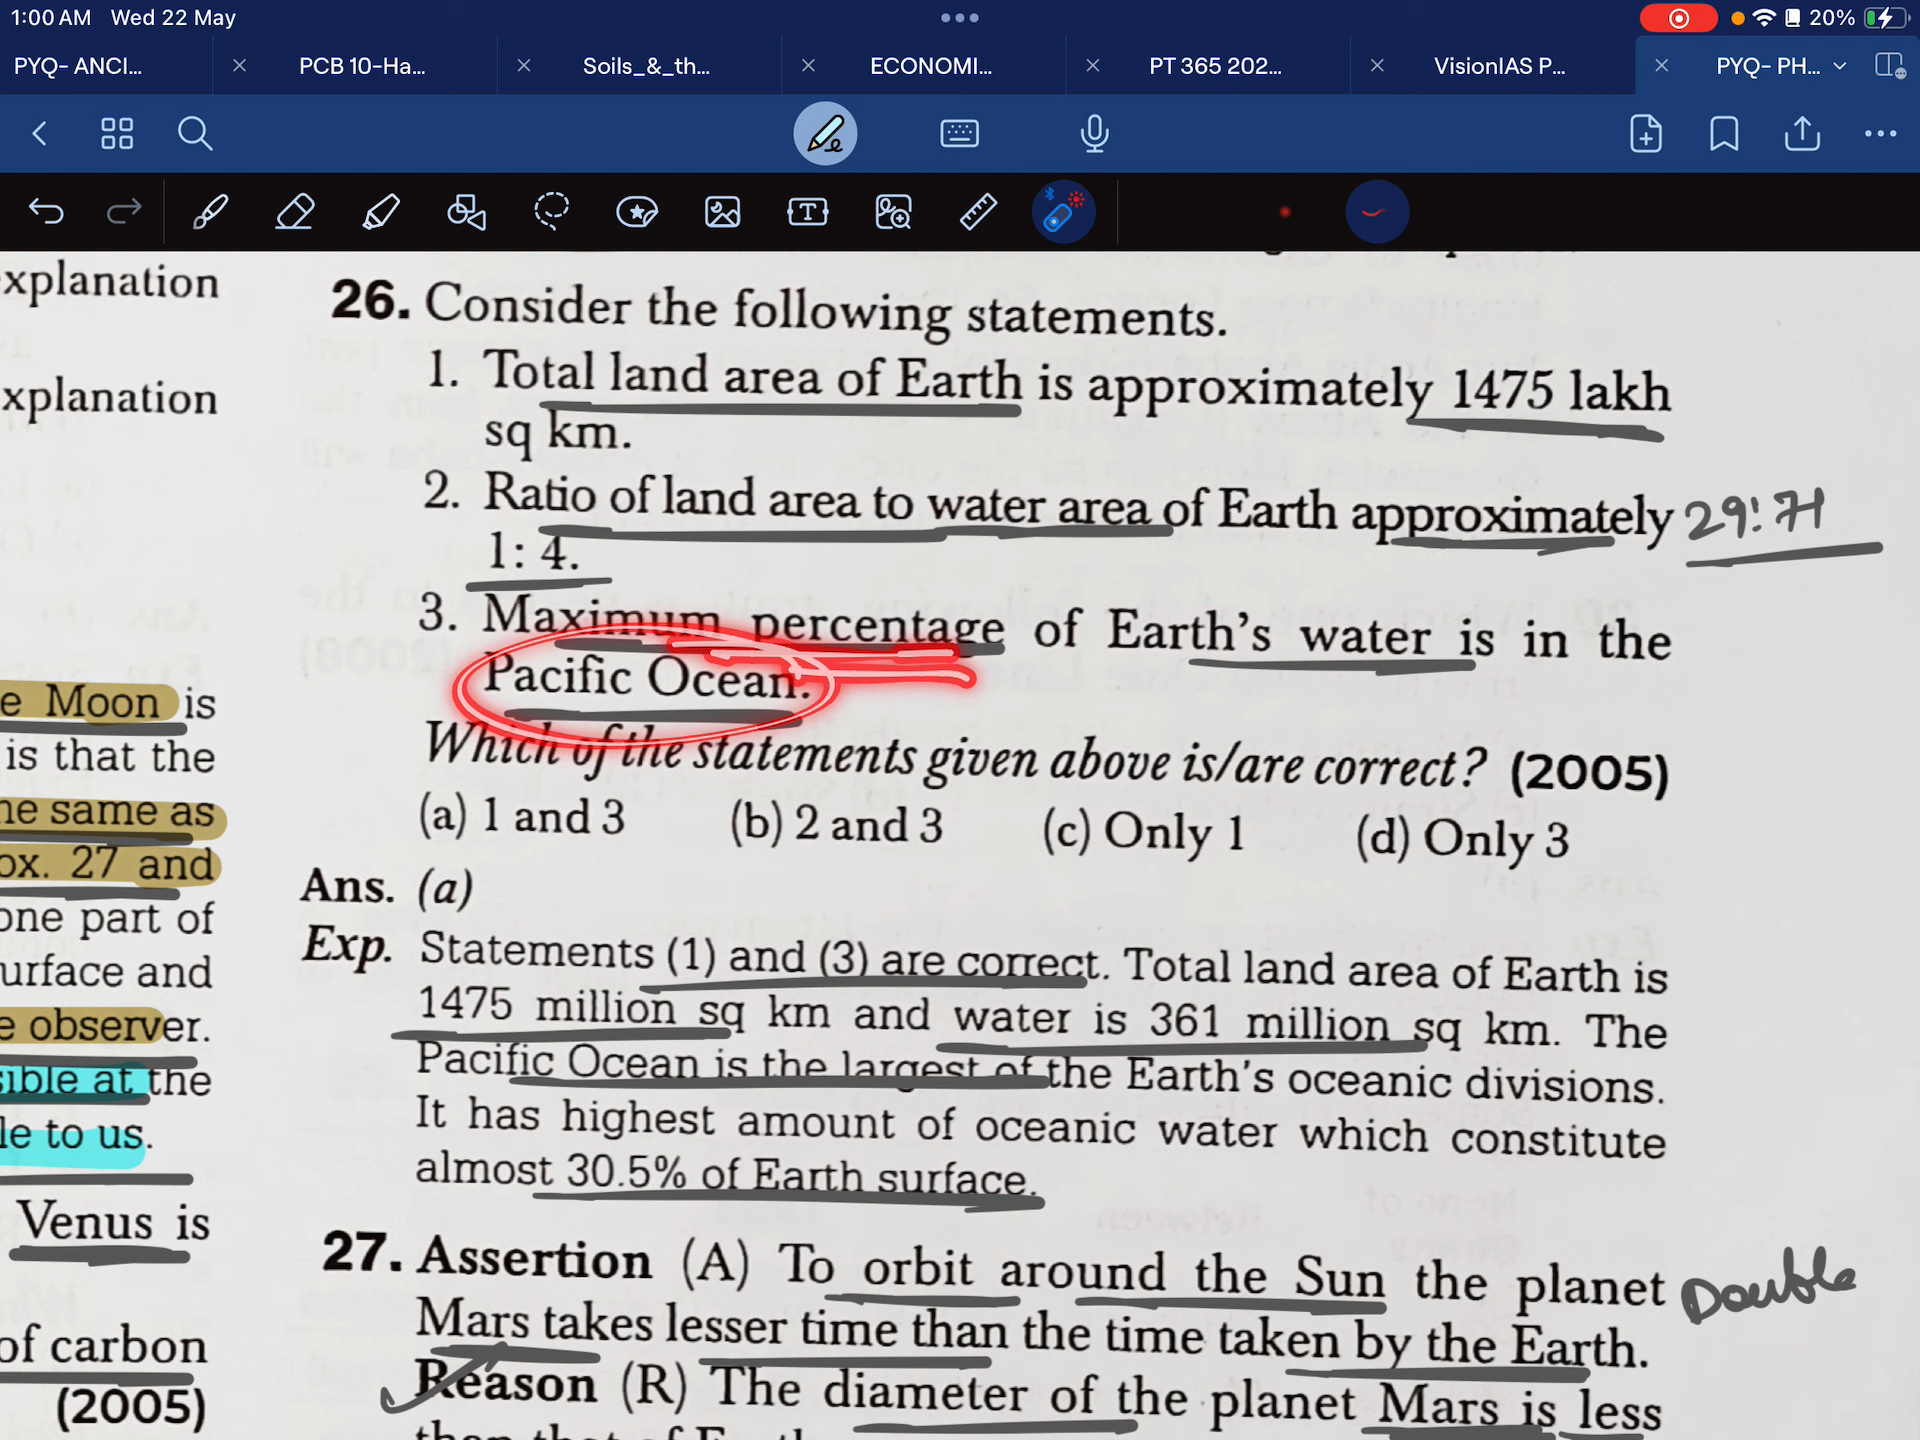 1:00 AM Wed 22 May
20%
PYQ- ANCI...
PCB 10-Ha...
Soils_&_th...
ECONOMI...
PT 365 202...
VisionIAS P...
PYQ- PH...
xplanation
xplanation
e Moon is
is that the
ne same as
ox. 27 and
one part of
urface and
e observer.
sible at the
le to us.
Venus is
of carbon
(2005)
26. Consider the following statements.
1. Total land area of Earth is approximately 1475 lakh
sq km.
2. Ratio of land area to water area of Earth approximately 29:71
1: 4.
3. Maximum percentage of Earth's water is in the
Pacific Ocean.
Which of the statements given above is/are correct? (2005)
(a) 1 and 3 (b) 2 and 3 (c) Only 1 (d) Only 3
Ans. (a)
Exp. Statements (1) and (3) are correct. Total land area of Earth is
1475 million sq km and water is 361 million sq km. The
Pacific Ocean is the largest of the Earth's oceanic divisions.
It has highest amount of oceanic water which constitute
almost 30.5% of Earth surface.
27. Assertion (A) To orbit around the Sun the planet Double
Mars takes lesser time than the time taken by the Earth.
Reason (R) The diameter of the planet Mars is less